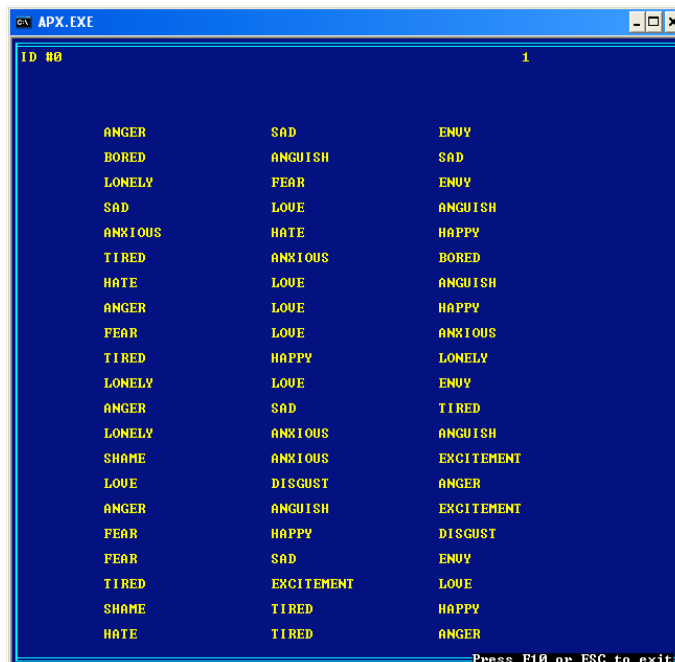 APX.EXE
ID #0 1
ANGER SAD ENVY
BORED ANGUISH SAD
LONELY FEAR ENVY
SAD LOVE ANGUISH
ANXIOUS HATE HAPPY
TIRED ANXIOUS BORED
HATE LOVE ANGUISH
ANGER LOVE HAPPY
FEAR LOVE ANXIOUS
TIRED HAPPY LONELY
LONELY LOVE ENVY
ANGER SAD TIRED
LONELY ANXIOUS ANGUISH
SHAME ANXIOUS EXCITEMENT
LOVE DISGUST ANGER
ANGER ANGUISH EXCITEMENT
FEAR HAPPY DISGUST
FEAR SAD ENVY
TIRED EXCITEMENT LOVE
SHAME TIRED HAPPY
HATE TIRED ANGER
Press F10 or ESC to exit